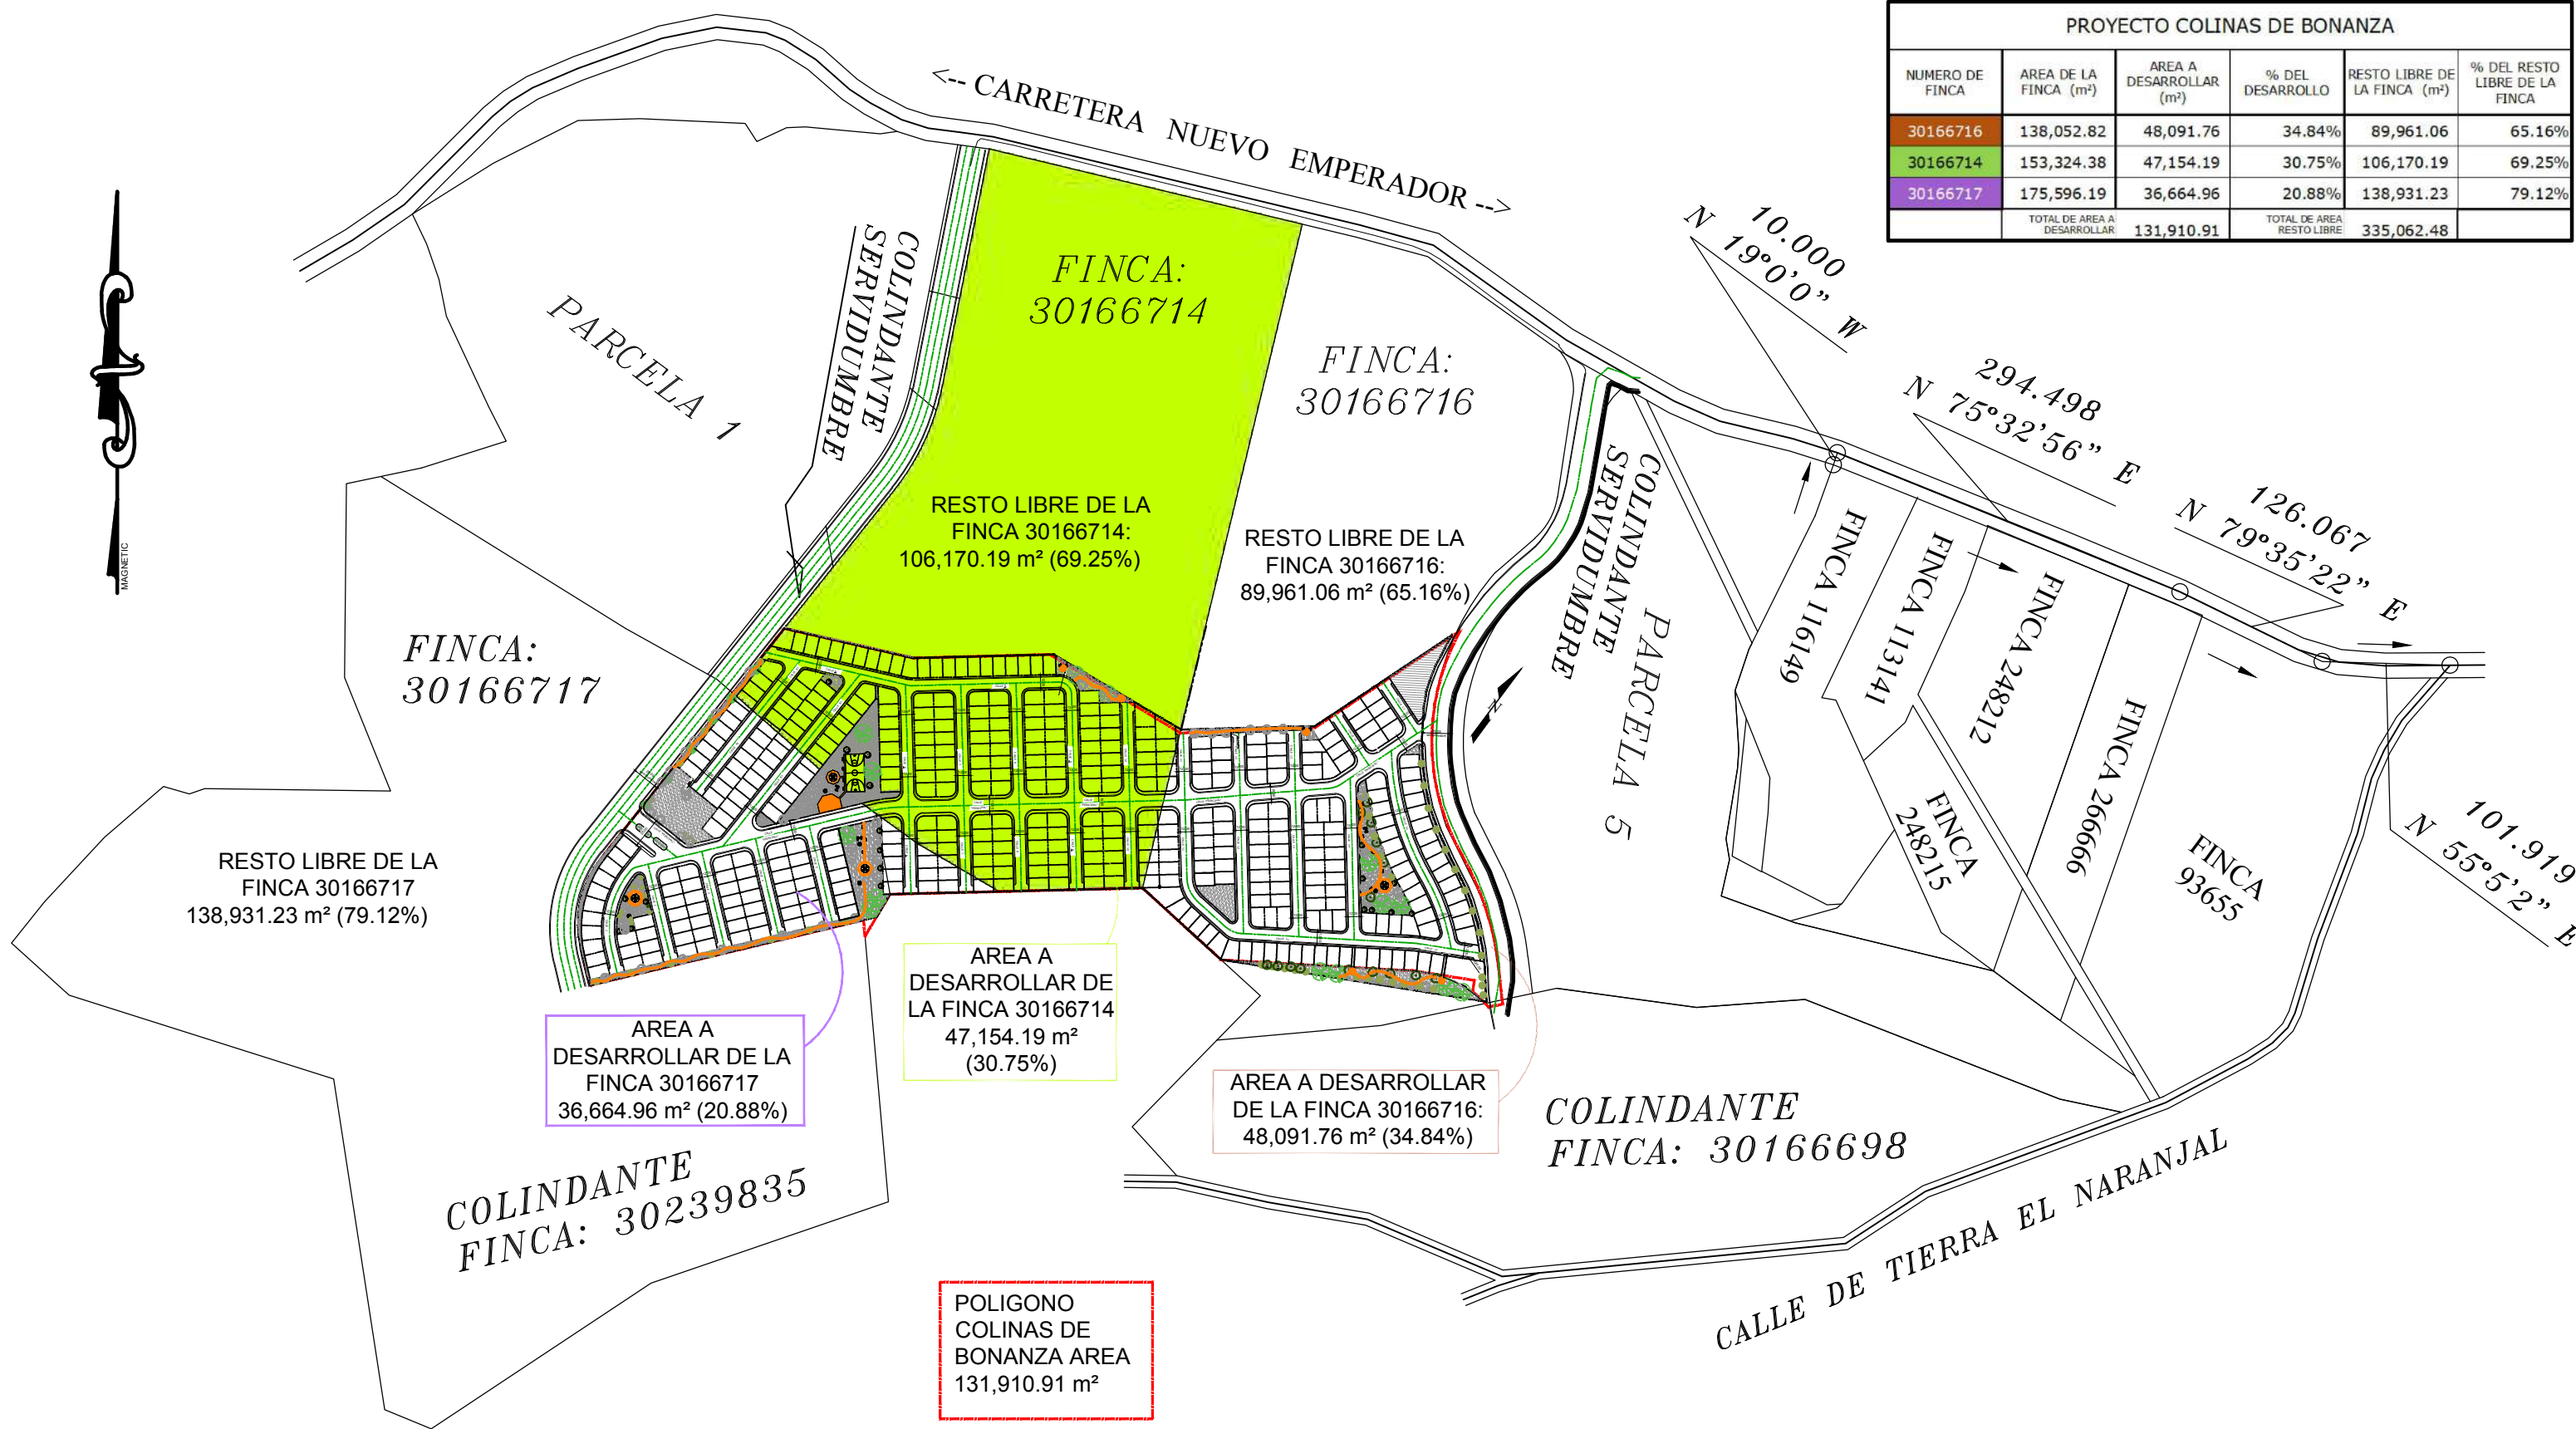 PROYECTO COLINAS DE BONANZA
NUMERO DE FINCA
AREA DE LA FINCA (m²)
AREA A DESARROLLAR (m²)
% DEL DESARROLLO
RESTO LIBRE DE LA FINCA (m²)
% DEL RESTO LIBRE DE LA FINCA
30166716 138,052.82 48,091.76 34.84% 89,961.06 65.16%
30166714 153,324.38 47,154.19 30.75% 106,170.19 69.25%
30166717 175,596.19 36,664.96 20.88% 138,931.23 79.12%
TOTAL DE AREA A DESARROLLAR 131,910.91 TOTAL DE AREA RESTO LIBRE 335,062.48
<-- CARRETERA NUEVO EMPERADOR -->
MAGNETIC
PARCELA 1
COLINDANTE
SERVIDUMBRE
FINCA:
30166714
FINCA:
30166716
RESTO LIBRE DE LA
FINCA 30166714:
106,170.19 m² (69.25%)
RESTO LIBRE DE LA
FINCA 30166716:
89,961.06 m² (65.16%)
COLINDANTE
SERVIDUMBRE
PARCELA 5
N
10.000
N 19°0'0" W
294.498
N 75°32'56" E
126.067
N 79°35'22" E
101.919
N 55°5'2" E
FINCA 116149
FINCA 113141
FINCA 248212
FINCA
248215
FINCA 266666
FINCA
93655
FINCA:
30166717
RESTO LIBRE DE LA
FINCA 30166717
138,931.23 m² (79.12%)
AREA A
DESARROLLAR DE LA
FINCA 30166717
36,664.96 m² (20.88%)
AREA A
DESARROLLAR DE
LA FINCA 30166714
47,154.19 m²
(30.75%)
AREA A DESARROLLAR
DE LA FINCA 30166716:
48,091.76 m² (34.84%)
COLINDANTE
FINCA: 30166698
COLINDANTE
FINCA: 30239835
CALLE DE TIERRA EL NARANJAL
POLIGONO
COLINAS DE
BONANZA AREA
131,910.91 m²